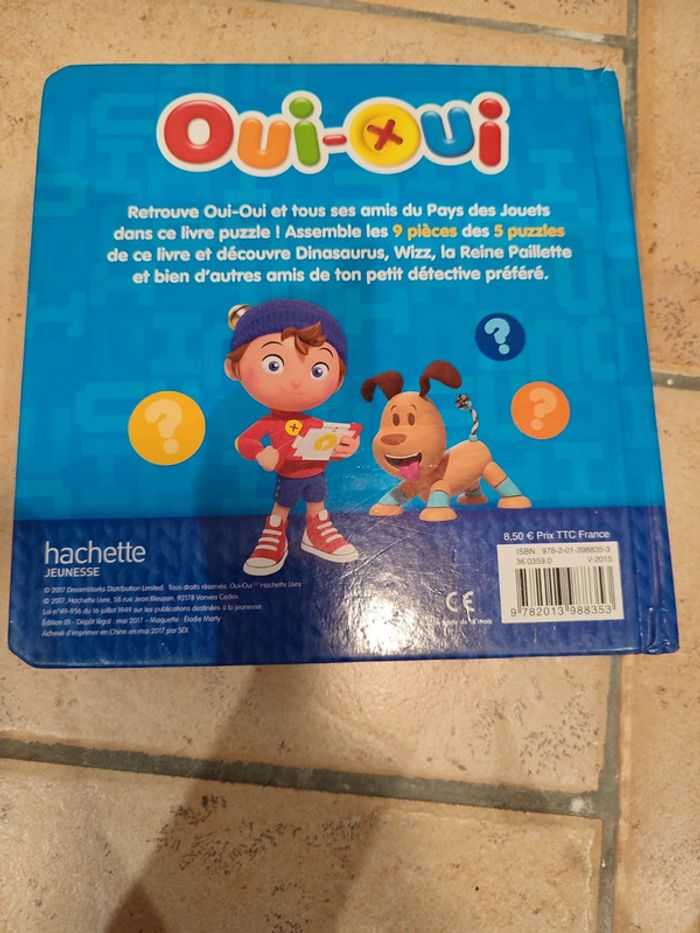 Oui-Oui
Retrouve Oui-Oui et tous ses amis du Pays des Jouets
dans ce livre puzzle ! Assemble les 9 pièces des 5 puzzles
de ce livre et découvre Dinasaurus, Wizz, la Reine Paillette
et bien d'autres amis de ton petit détective préféré.
?
?
?
hachette
JEUNESSE
© 2017 DreamWorks Distribution Limited. Tous droits réservés. Oui-Oui Hachette Livre
© 2017, Hachette Livre, 58 rue Jean Bleuzen, 92178 Vanves Cedex
Loi n°49-956 du 16 juillet 1949 sur les publications destinées à la jeunesse.
Édition 01 - Dépôt légal : mai 2017 - Maquette : Élodie Marty
Achevé d'imprimer en Chine en mai 2017 par SDI
CE
mois
8,50 € Prix TTC France
ISBN : 978-2-01-398835-3
36.0359.0 V-2015
9 782013 988353